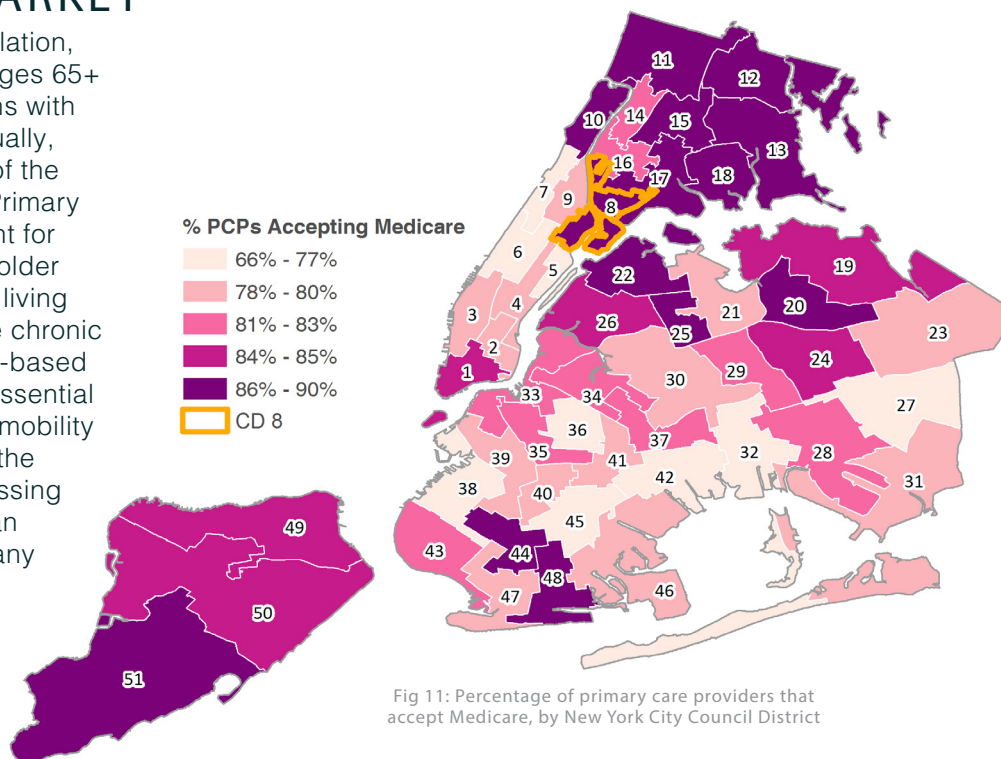 lation,
ges 65+
ns with
ually,
of the
Primary
nt for
older
living
e chronic
-based
essential
mobility
the
ssing
an
any
% PCPs Accepting Medicare
66% - 77%
78% - 80%
81% - 83%
84% - 85%
86% - 90%
CD 8
11
12
10
14
15
13
16
17
18
7
9
8
6
5
22
19
3
4
21
20
26
25
23
2
1
24
30
29
33
34
27
36
37
32
28
39
35
41
42
31
38
40
45
43
44
48
47
46
49
50
51
Fig 11: Percentage of primary care providers that
accept Medicare, by New York City Council District